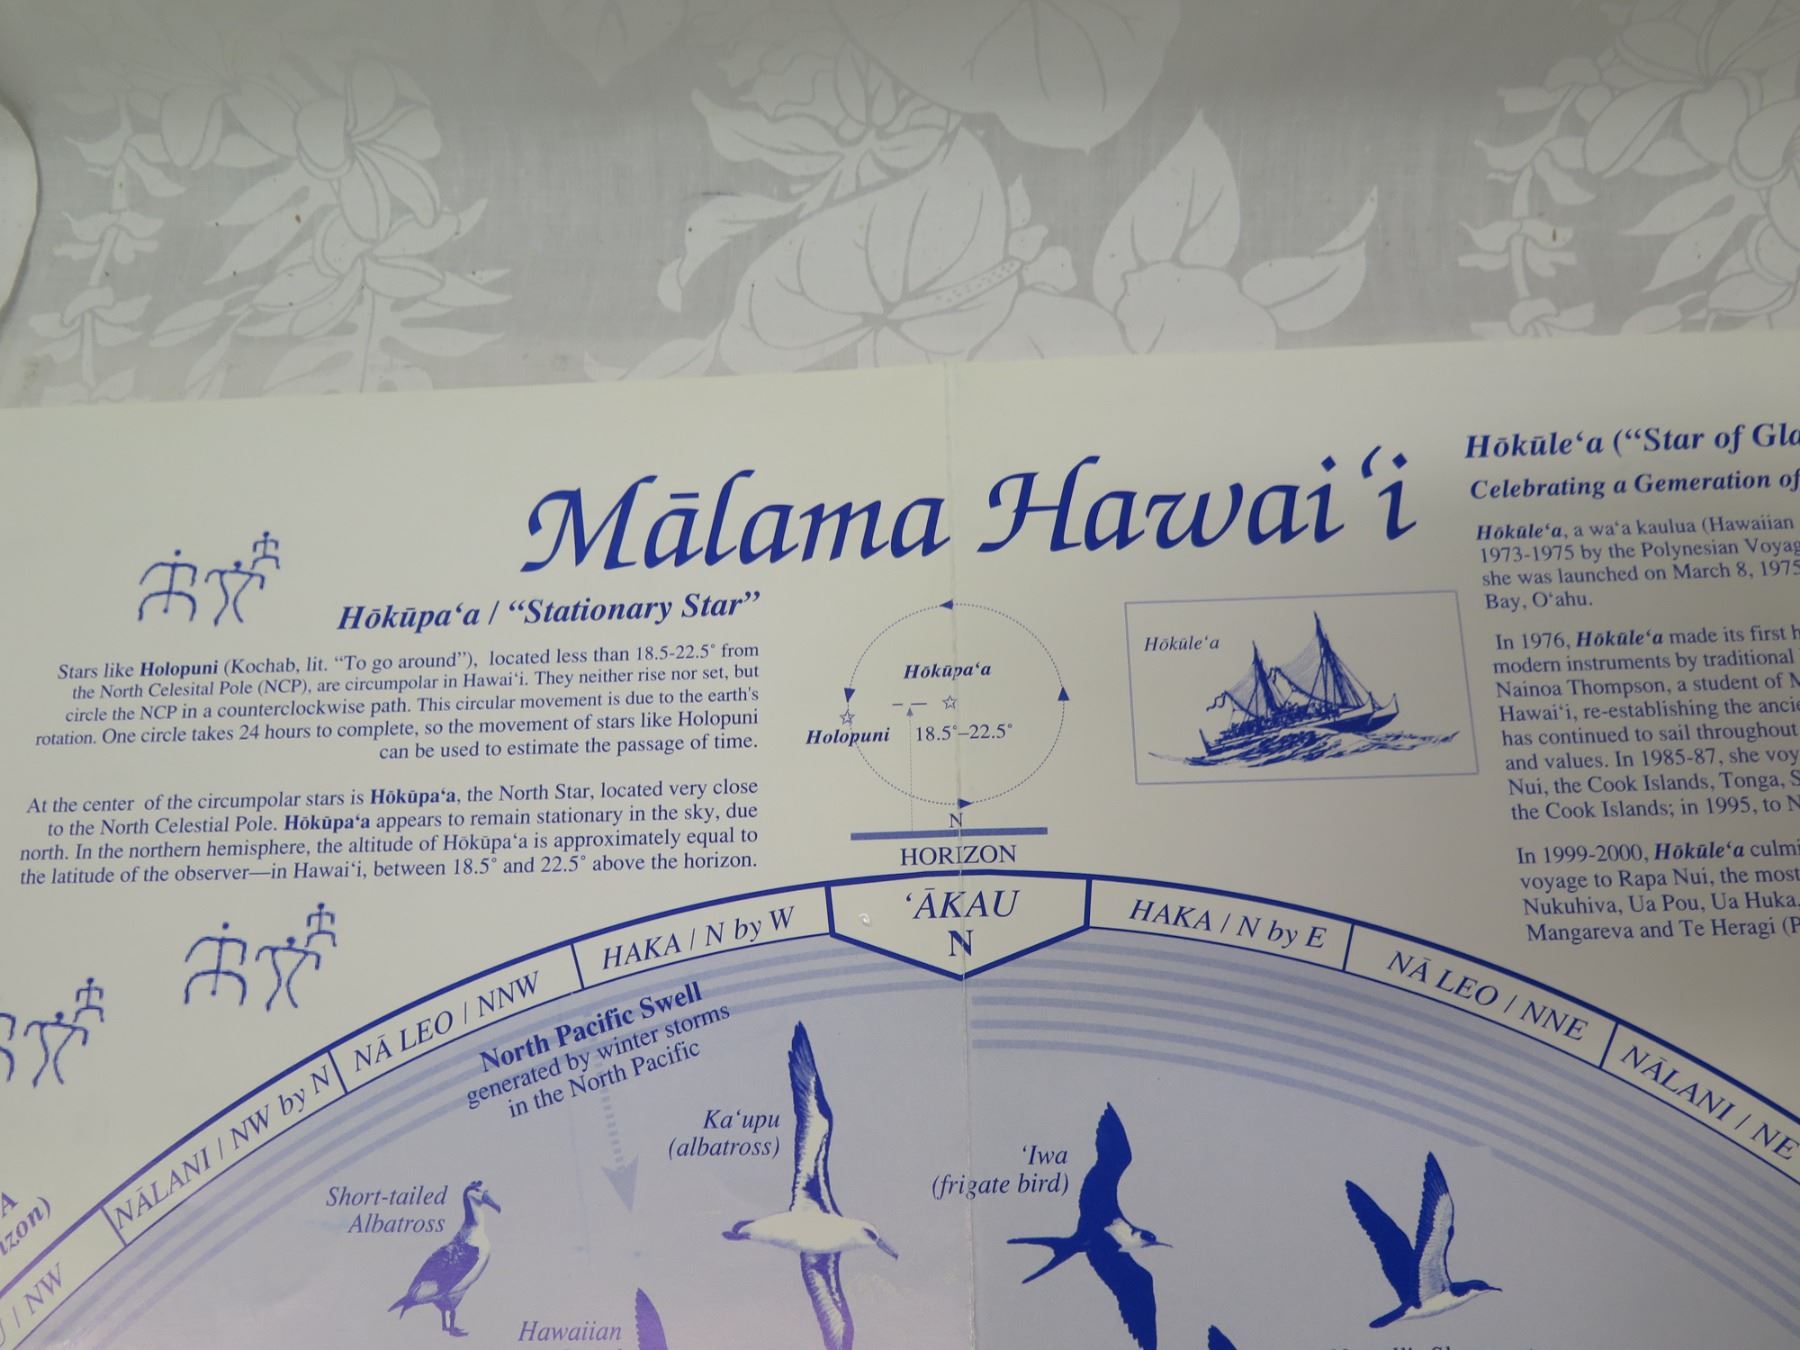 Mālama Hawaiʻi
Hōkūpaʻa / “Stationary Star”
Stars like Holopuni (Kochab, lit. “To go around”), located less than 18.5-22.5˚ from
the North Celesital Pole (NCP), are circumpolar in Hawaiʻi. They neither rise nor set, but
circle the NCP in a counterclockwise path. This circular movement is due to the earth's
rotation. One circle takes 24 hours to complete, so the movement of stars like Holopuni
can be used to estimate the passage of time.
At the center of the circumpolar stars is Hōkūpaʻa, the North Star, located very close
to the North Celestial Pole. Hōkūpaʻa appears to remain stationary in the sky, due
north. In the northern hemisphere, the altitude of Hōkūpaʻa is approximately equal to
the latitude of the observer—in Hawaiʻi, between 18.5˚ and 22.5˚ above the horizon.
Hōkūpaʻa
Holopuni
18.5˚–22.5˚
N
HORIZON
Hōkūleʻa
Hōkūleʻa (“Star of Gla
Celebrating a Gemeration of
Hōkūleʻa, a waʻa kaulua (Hawaiian
1973-1975 by the Polynesian Voyag
she was launched on March 8, 1975
Bay, Oʻahu.
In 1976, Hōkūleʻa made its first h
modern instruments by traditional
Nainoa Thompson, a student of M
Hawaiʻi, re-establishing the ancie
has continued to sail throughout
and values. In 1985-87, she voy
Nui, the Cook Islands, Tonga, S
the Cook Islands; in 1995, to N
In 1999-2000, Hōkūleʻa culmi
voyage to Rapa Nui, the most
Nukuhiva, Ua Pou, Ua Huka.
Mangareva and Te Heragi (P
A
izon)
U / NW
NĀLANI / NW by N
NĀ LEO / NNW
HAKA / N by W
ʻĀKAU
N
HAKA / N by E
NĀ LEO / NNE
NĀLANI / NE
North Pacific Swell
generated by winter storms
in the North Pacific
Kaʻupu
(albatross)
ʻIwa
(frigate bird)
Short-tailed
Albatross
Hawaiian